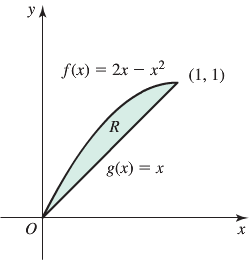 y
f(x) = 2x − x²
(1, 1)
R
g(x) = x
O
x